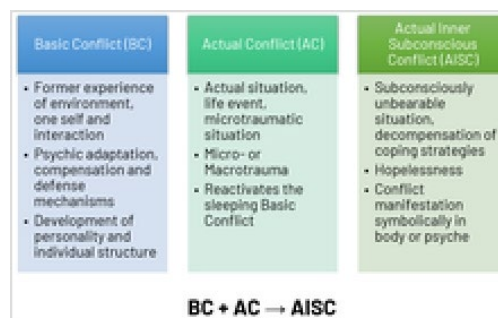 Basic Conflict (BC)
• Former experience
of environment,
one self and
interaction
• Psychic adaptation,
compensation and
defense
mechanisms
• Development of
personality and
individual structure
Actual Conflict (AC)
• Actual situation,
life event,
microtraumatic
situation
• Micro- or
Macrotrauma
• Reactivates the
sleeping Basic
Conflict
Actual Inner
Subconscious
Conflict (AISC)
• Subconsciously
unbearable
situation,
decompensation of
coping strategies
• Hopelessness
• Conflict
manifestation
symbolically in
body or psyche
BC + AC → AISC